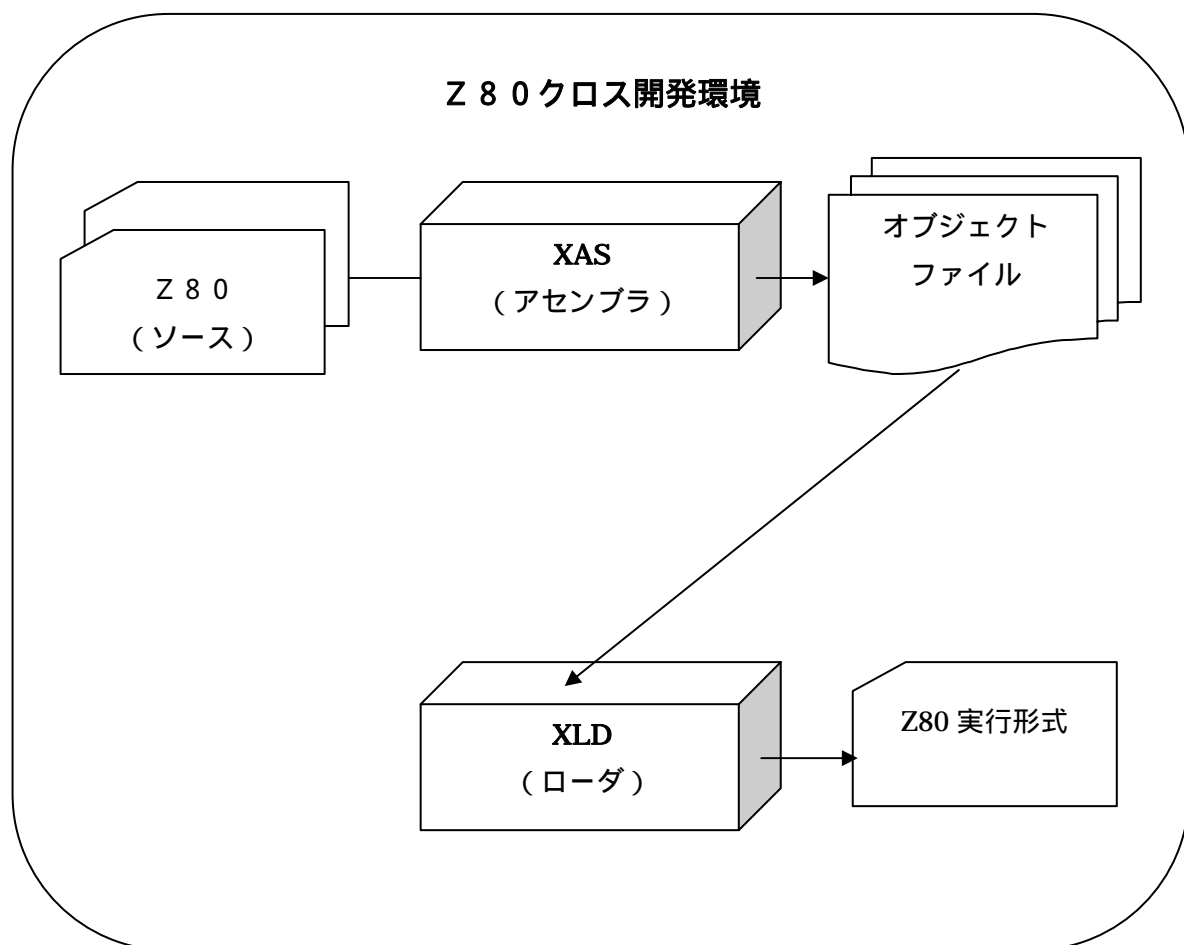 Ｚ８０クロス開発環境
Ｚ８０
（ソース）
XAS
（アセンブラ）
オブジェクト
ファイル
XLD
（ローダ）
Z80 実行形式